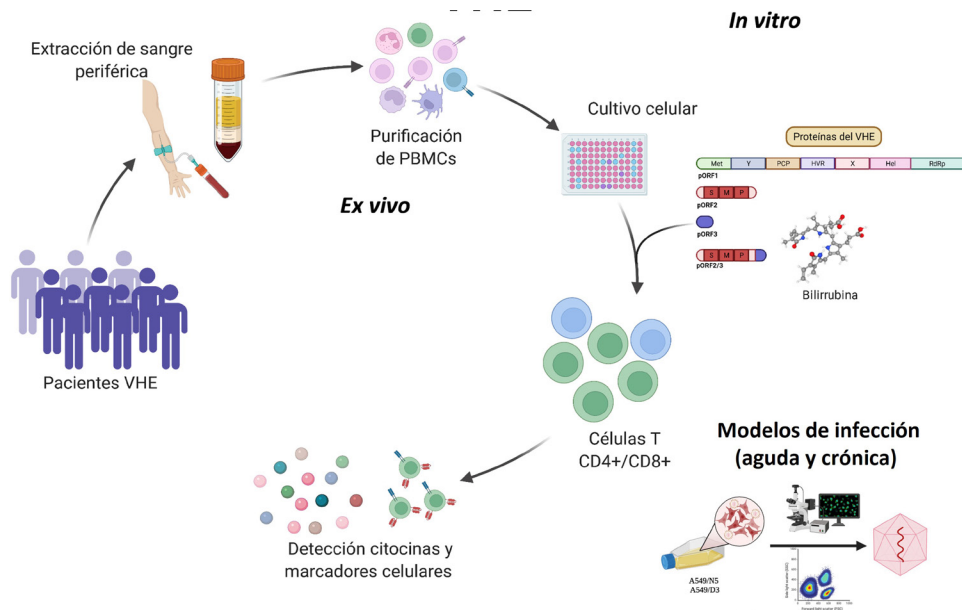 In vitro
Extracción de sangre
periférica
Purificación
de PBMCs
Cultivo celular
Proteínas del VHE
Met Y PCP HVR X Hel RdRp
pORF1
S M P
pORF2
Ex vivo
pORF3
S M P
pORF2/3
Bilirrubina
Pacientes VHE
Células T
CD4+/CD8+
Modelos de infección
(aguda y crónica)
Detección citocinas y
marcadores celulares
A549/N5
A549/D3